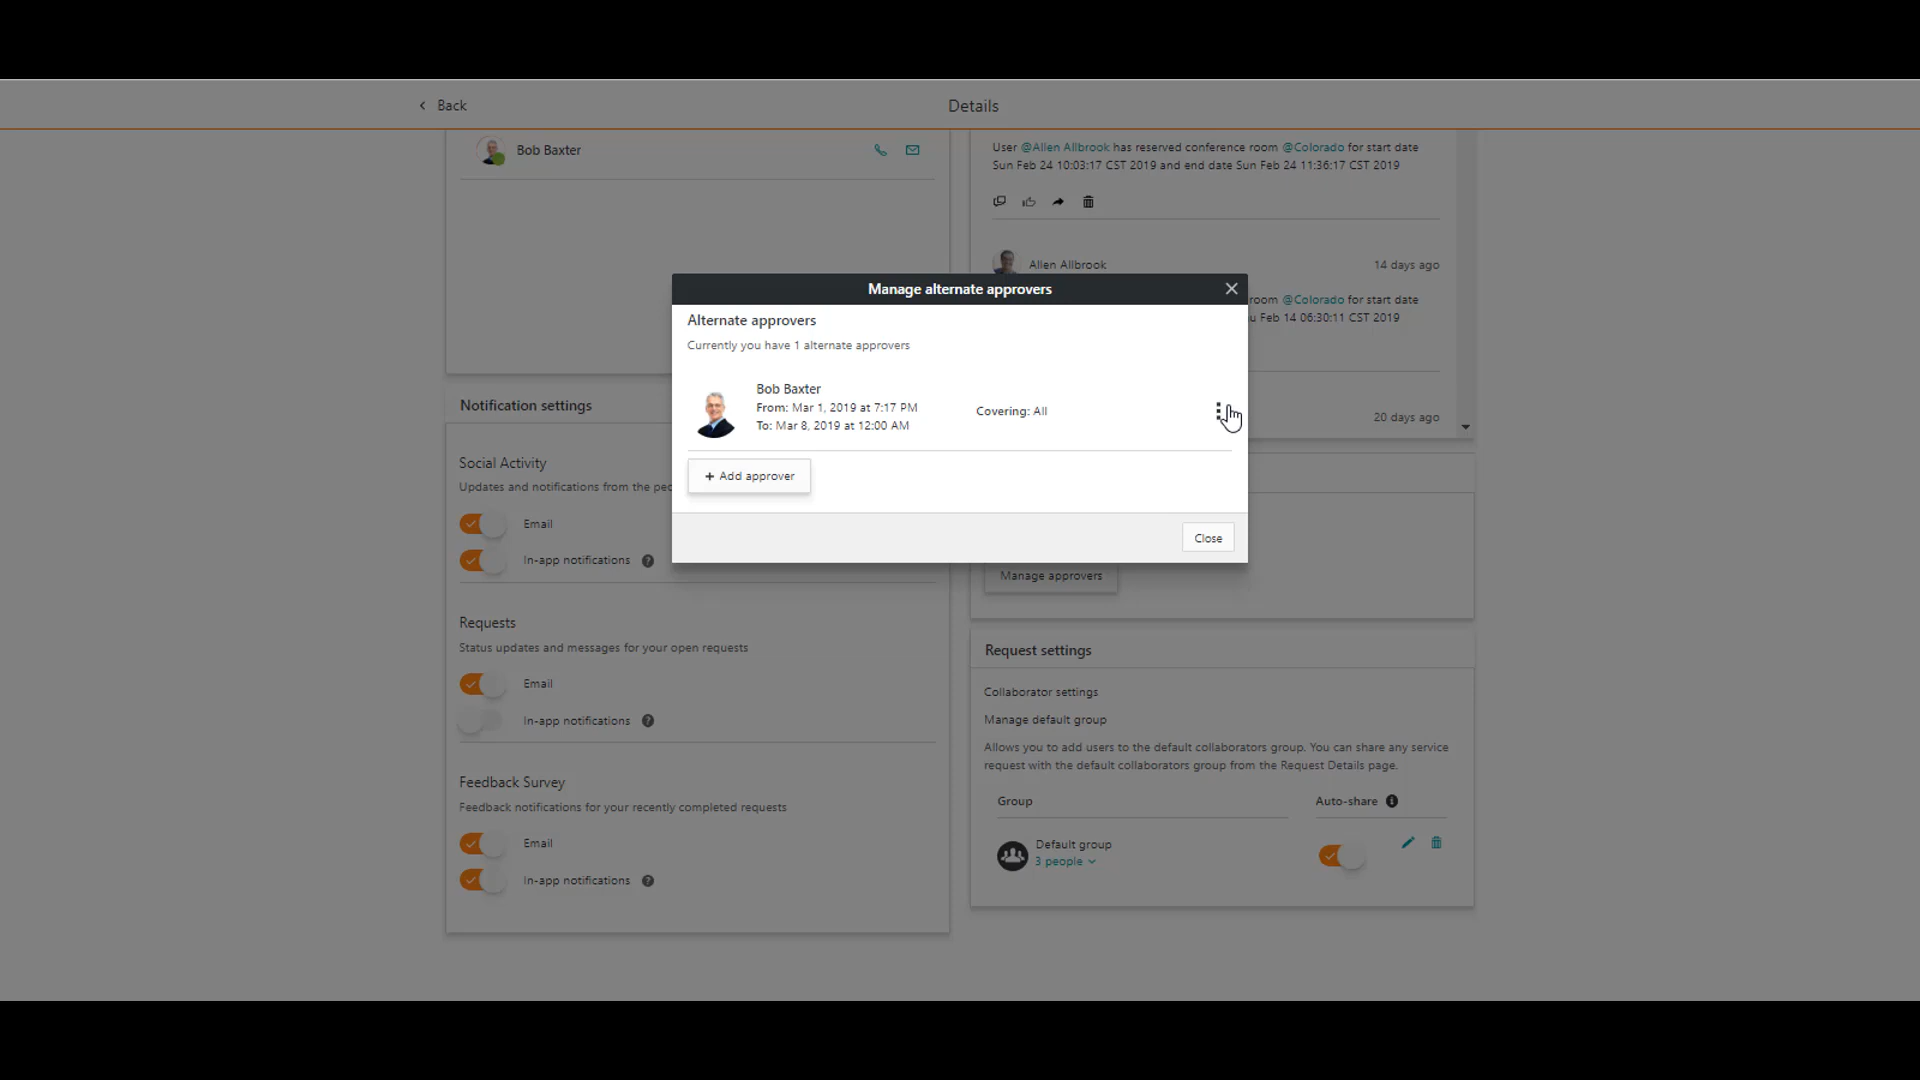 Back
Details
Bob Baxter
User @Allen Allbrook has reserved conference room @Colorado for start date
Sun Feb 24 10:03:17 CST 2019 and end date Sun Feb 24 11:36:17 CST 2019
Allen Allbrook
14 days ago
room @Colorado for start date
u Feb 14 06:30:11 CST 2019
20 days ago
Manage alternate approvers
Alternate approvers
Currently you have 1 alternate approvers
Bob Baxter
From: Mar 1, 2019 at 7:17 PM
To: Mar 8, 2019 at 12:00 AM
Covering: All
+ Add approver
Close
Notification settings
Social Activity
Updates and notifications from the peo
Email
In-app notifications ?
Requests
Status updates and messages for your open requests
Email
In-app notifications ?
Feedback Survey
Feedback notifications for your recently completed requests
Email
In-app notifications ?
Manage approvers
Request settings
Collaborator settings
Manage default group
Allows you to add users to the default collaborators group. You can share any service
request with the default collaborators group from the Request Details page.
Group
Auto-share
Default group
3 people